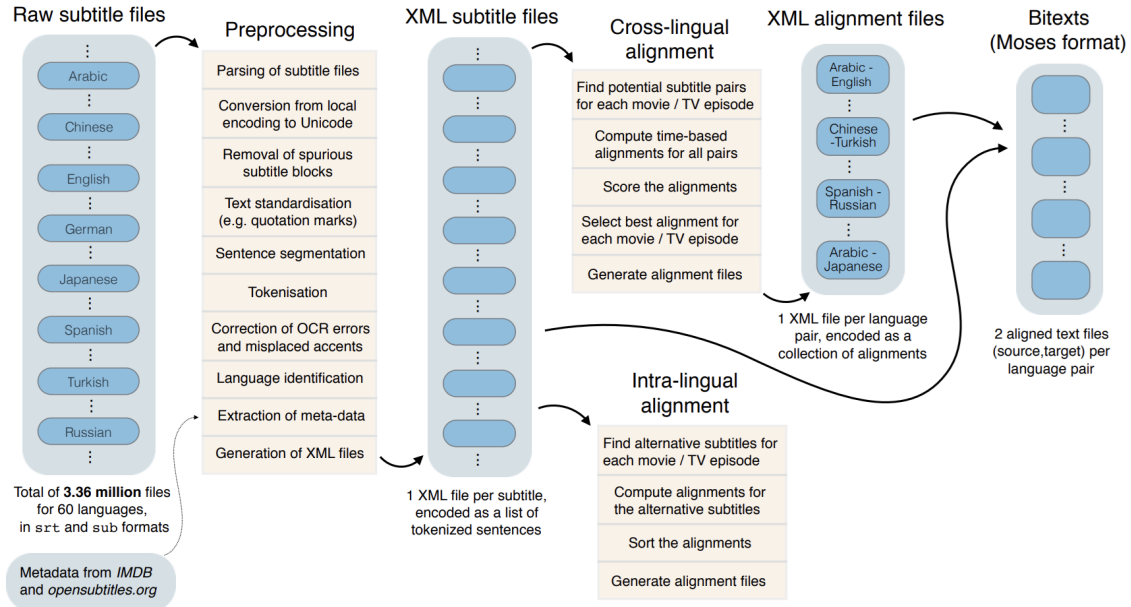 Raw subtitle files
⋮
Arabic
⋮
Chinese
⋮
English
⋮
German
⋮
Japanese
⋮
Spanish
⋮
Turkish
⋮
Russian
⋮
Total of 3.36 million files
for 60 languages,
in srt and sub formats
Metadata from IMDB
and opensubtitles.org
Preprocessing
Parsing of subtitle files
Conversion from local
encoding to Unicode
Removal of spurious
subtitle blocks
Text standardisation
(e.g. quotation marks)
Sentence segmentation
Tokenisation
Correction of OCR errors
and misplaced accents
Language identification
Extraction of meta-data
Generation of XML files
XML subtitle files
⋮
⋮
⋮
⋮
⋮
⋮
⋮
⋮
⋮
1 XML file per subtitle,
encoded as a list of
tokenized sentences
Cross-lingual
alignment
Find potential subtitle pairs
for each movie / TV episode
Compute time-based
alignments for all pairs
Score the alignments
Select best alignment for
each movie / TV episode
Generate alignment files
Intra-lingual
alignment
Find alternative subtitles for
each movie / TV episode
Compute alignments for
the alternative subtitles
Sort the alignments
Generate alignment files
XML alignment files
Arabic -
English
⋮
Chinese
-Turkish
⋮
Spanish -
Russian
⋮
Arabic -
Japanese
1 XML file per language
pair, encoded as a
collection of alignments
Bitexts
(Moses format)
⋮
⋮
⋮
2 aligned text files
(source,target) per
language pair